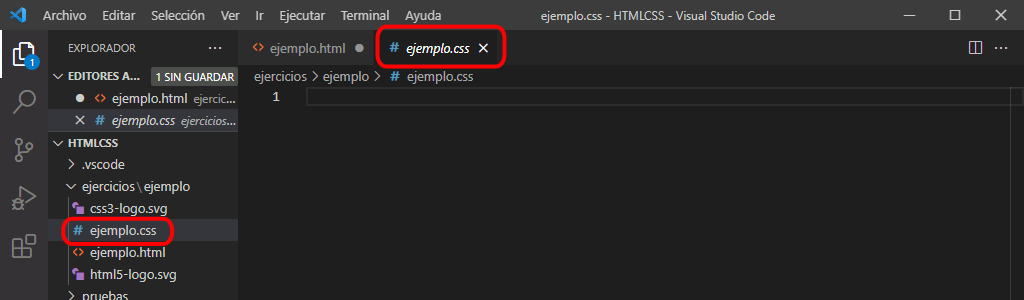 Archivo Editar Selección Ver Ir Ejecutar Terminal Ayuda ejemplo.css - HTMLCSS - Visual Studio Code
EXPLORADOR ...
ejemplo.html
ejemplo.css
EDITORES A... 1 SIN GUARDAR
ejercicios > ejemplo > # ejemplo.css
ejemplo.html ejercic...
1
ejemplo.css ejercicios...
HTMLCSS
.vscode
ejercicios\ejemplo
css3-logo.svg
# ejemplo.css
ejemplo.html
html5-logo.svg
pruebas
1